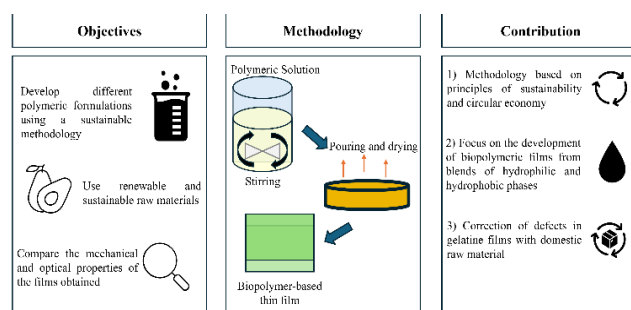 Objectives
Develop different
polymeric formulations
using a sustainable
methodology
Use renewable and
sustainable raw materials
Compare the mechanical
and optical properties of
the films obtained
Methodology
Polymeric Solution
Stirring
Pouring and drying
Biopolymer-based
thin film
Contribution
1) Methodology based on
principles of sustainability
and circular economy
2) Focus on the development
of biopolymeric films from
blends of hydrophilic and
hydrophobic phases
3) Correction of defects in
gelatine films with domestic
raw material